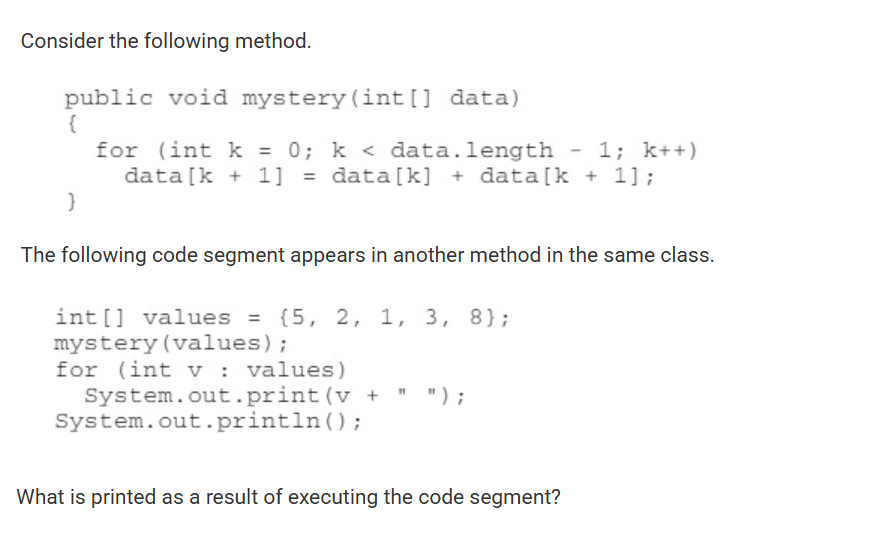 Consider the following method.
public void mystery(int[] data)
{
for (int k = 0; k < data.length - 1; k++)
data[k + 1] = data[k] + data[k + 1];
}
The following code segment appears in another method in the same class.
int[] values = {5, 2, 1, 3, 8};
mystery(values);
for (int v : values)
System.out.print(v + " ");
System.out.println();
What is printed as a result of executing the code segment?